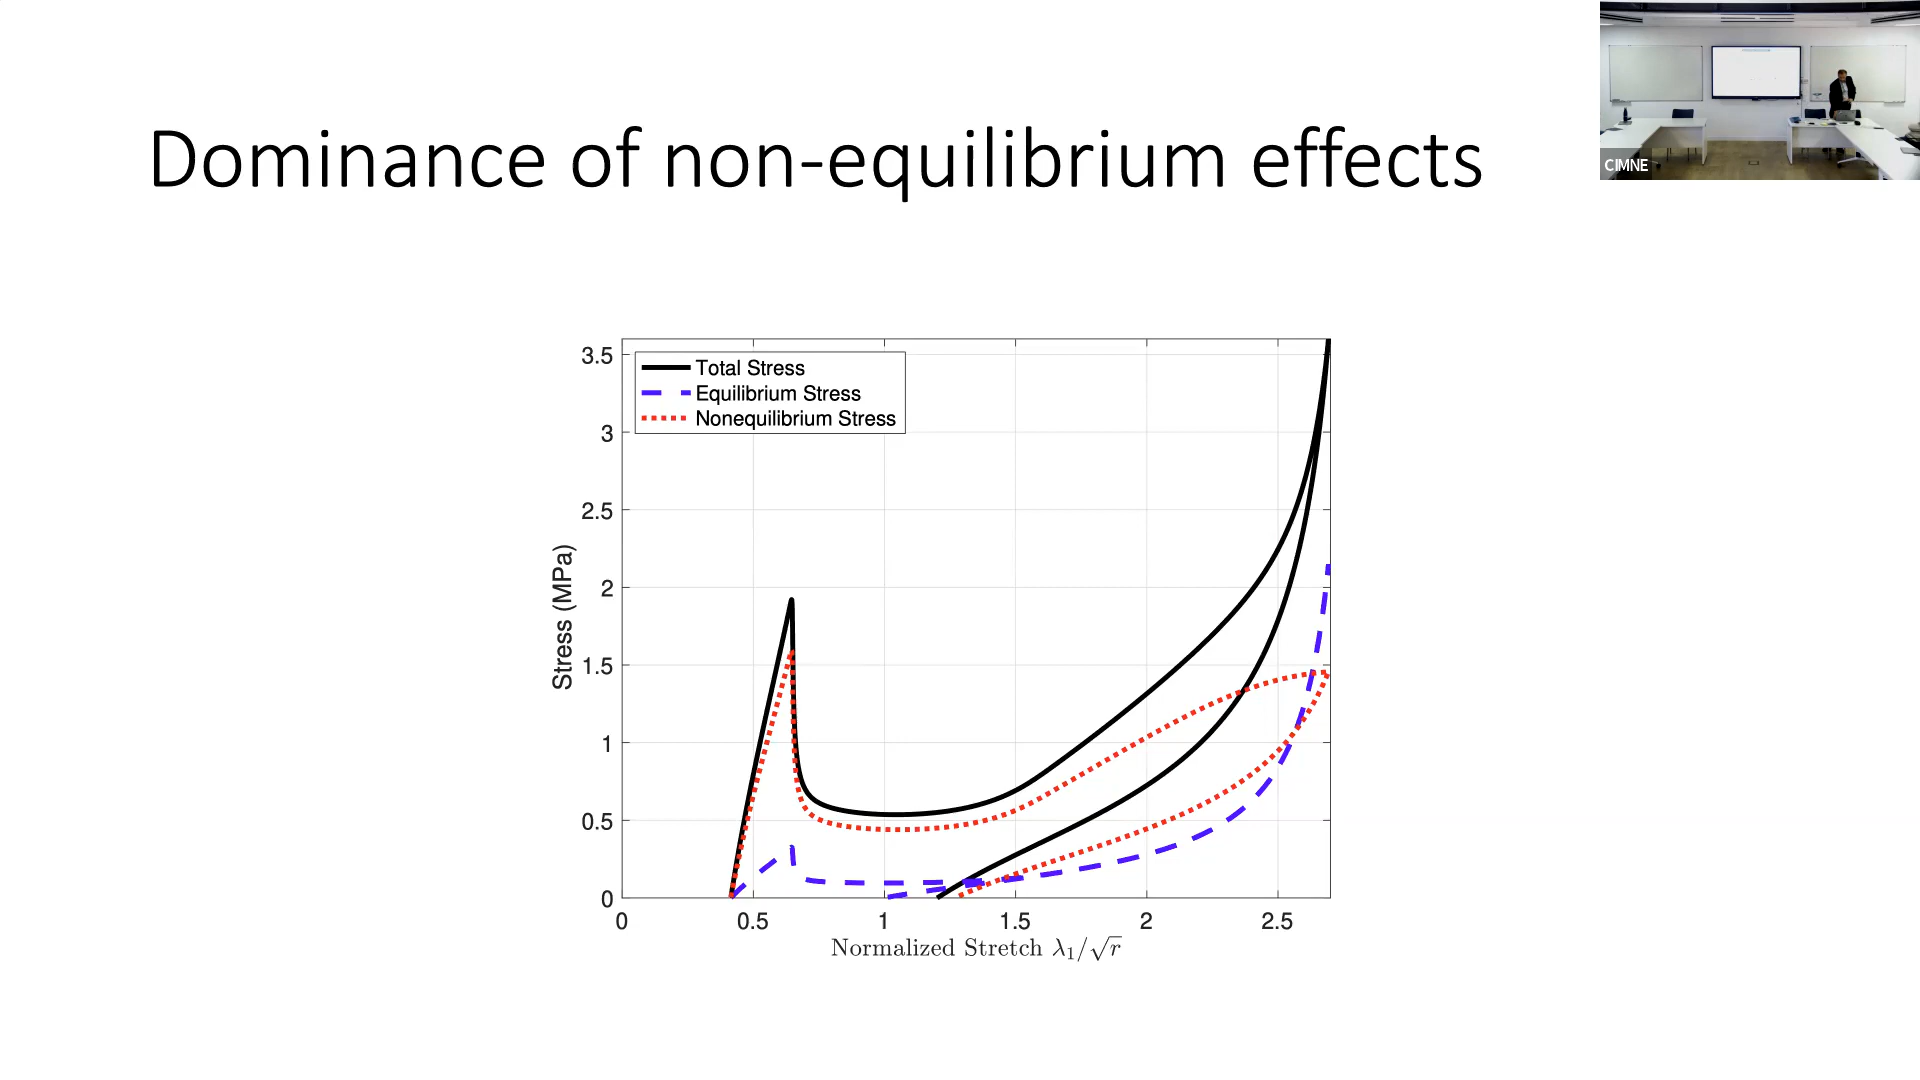 Dominance of non-equilibrium effects
CIMNE
Total Stress
Equilibrium Stress
Nonequilibrium Stress
Stress (MPa)
3.5
3
2.5
2
1.5
1
0.5
0
0 0.5 1 1.5 2 2.5
Normalized Stretch λ₁/√r